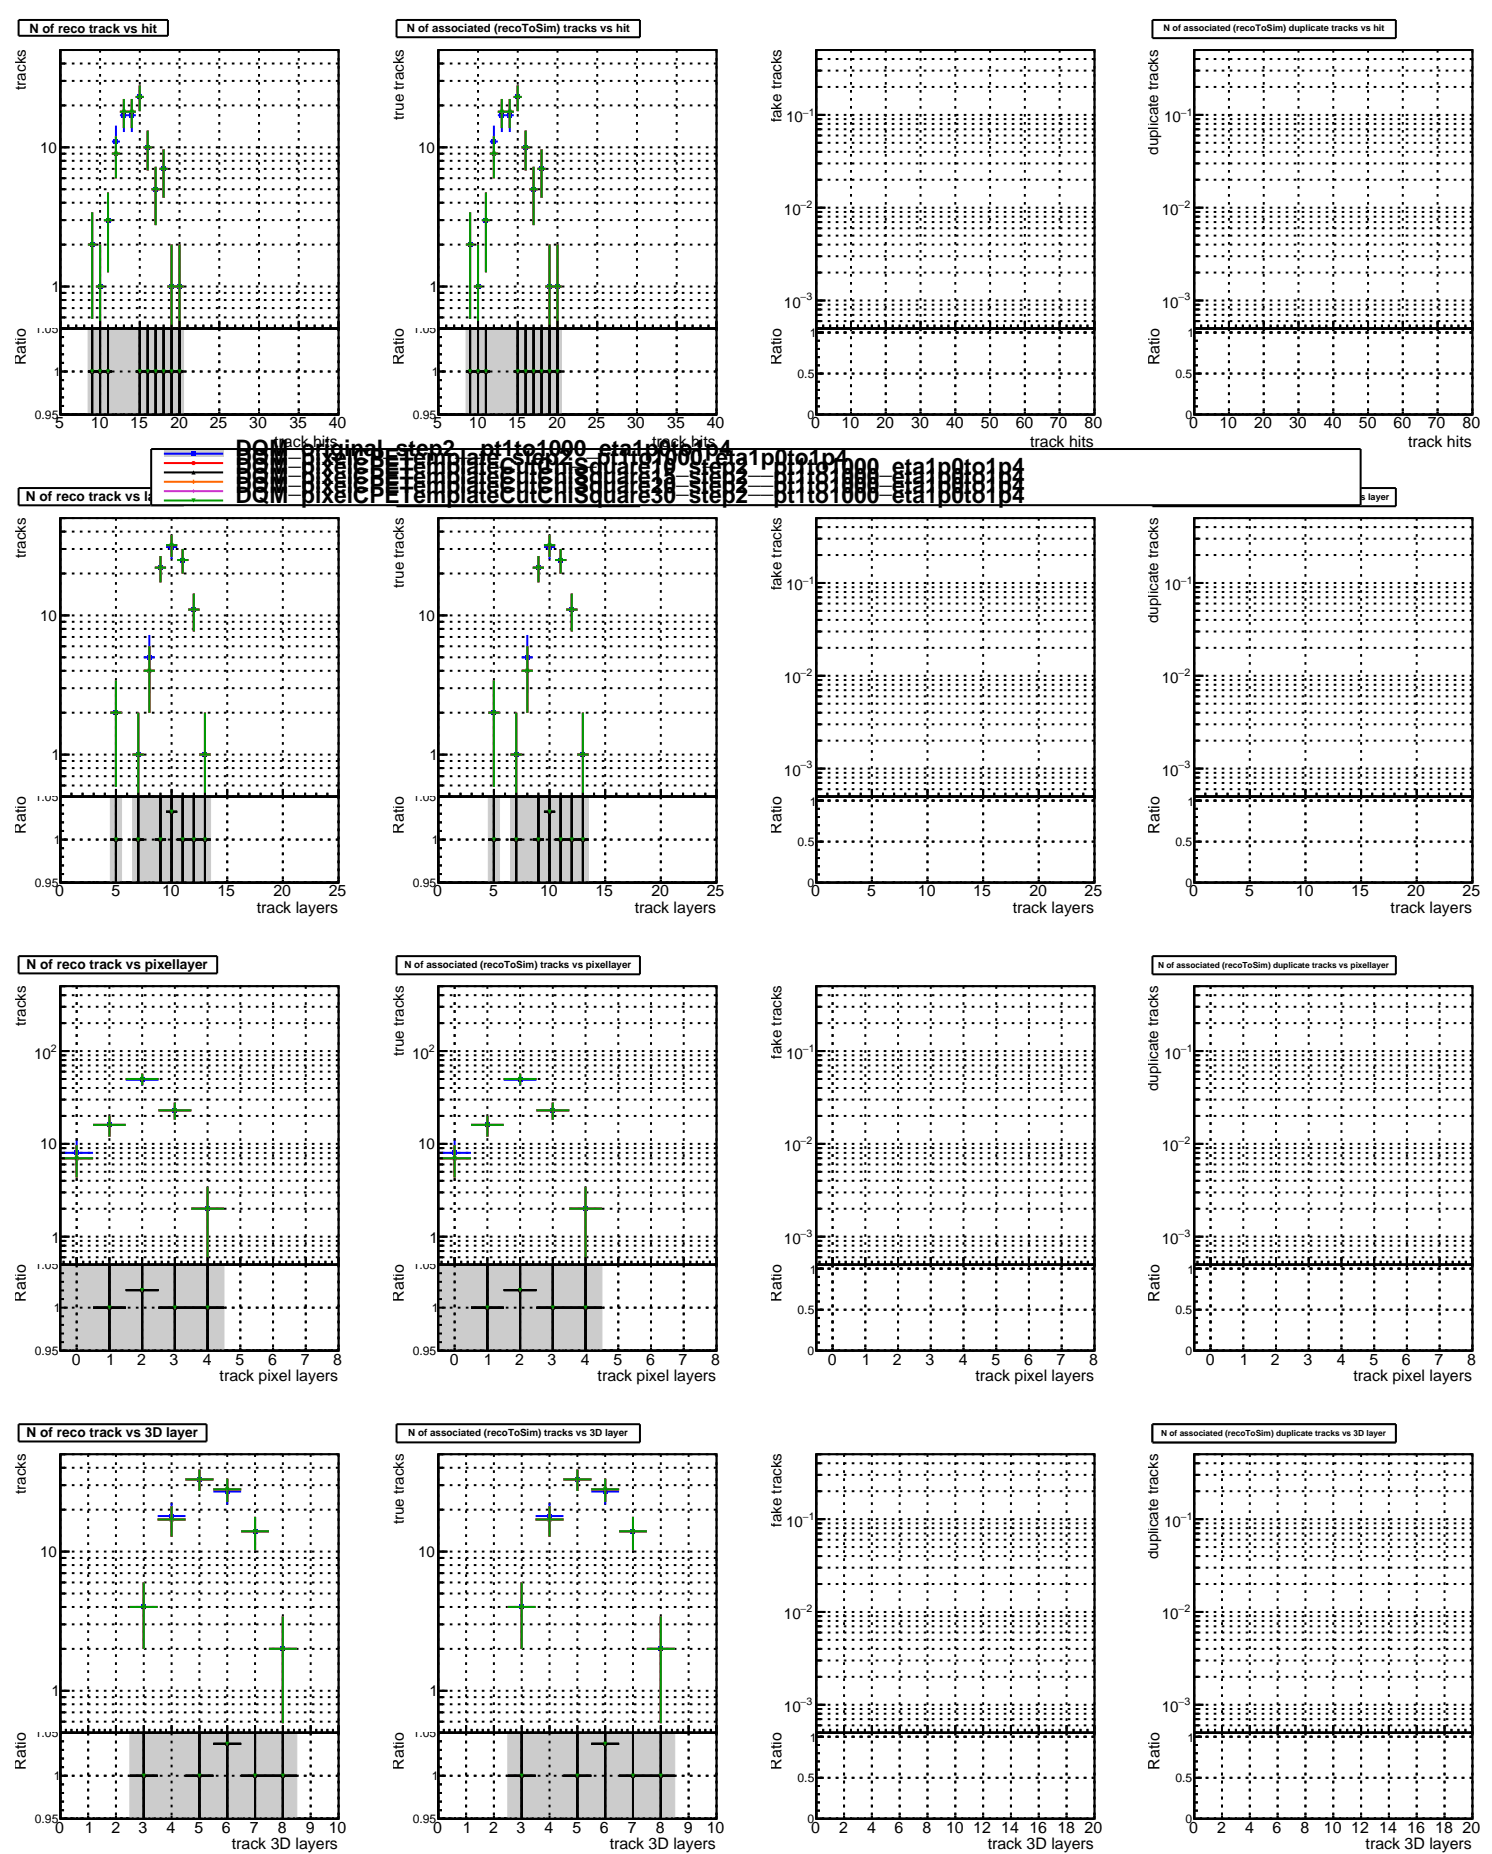 N of reco track vs hit
N of associated (recoToSim) tracks vs hit
N of associated (recoToSim) duplicate tracks vs hit
tracks
true tracks
fake tracks
duplicate tracks
10
1
10
1
10−1
10−2
10−3
10−1
10−2
10−3
Ratio
1
0.95
Ratio
1
0.95
Ratio
1
0.5
0
Ratio
1
0.5
0
5 10 15 20 25 30 35 40
5 10 15 20 25 30 35 40
0 10 20 30 40 50 60 70 80
0 10 20 30 40 50 60 70 80
track hits
track hits
track hits
track hits
DQM_original_step2__pt1to1000_eta1p0to1p4
DQM_pixelCPETemplate_step2__pt1to1000_eta1p0to1p4
DQM_pixelCPETemplateCutChiSquare30_step2__pt1to1000_eta1p0to1p4
N of reco track vs la
s layer
tracks
true tracks
fake tracks
duplicate tracks
10
1
10
1
10−1
10−2
10−3
10−1
10−2
10−3
Ratio
1
0.95
Ratio
1
0.95
Ratio
1
0.5
0
Ratio
1
0.5
0
0 5 10 15 20 25
0 5 10 15 20 25
0 5 10 15 20 25
0 5 10 15 20 25
track layers
track layers
track layers
track layers
N of reco track vs pixellayer
N of associated (recoToSim) tracks vs pixellayer
N of associated (recoToSim) duplicate tracks vs pixellayer
tracks
true tracks
fake tracks
duplicate tracks
102
10
1
102
10
1
10−1
10−2
10−3
10−1
10−2
10−3
Ratio
1
0.95
Ratio
1
0.95
Ratio
1
0.5
0
Ratio
1
0.5
0
0 1 2 3 4 5 6 7 8
0 1 2 3 4 5 6 7 8
0 1 2 3 4 5 6 7 8
0 1 2 3 4 5 6 7 8
track pixel layers
track pixel layers
track pixel layers
track pixel layers
N of reco track vs 3D layer
N of associated (recoToSim) tracks vs 3D layer
N of associated (recoToSim) duplicate tracks vs 3D layer
tracks
true tracks
fake tracks
duplicate tracks
10
1
10
1
10−1
10−2
10−3
10−1
10−2
10−3
Ratio
1
0.95
Ratio
1
0.95
Ratio
1
0.5
0
Ratio
1
0.5
0
0 1 2 3 4 5 6 7 8 9 10
0 1 2 3 4 5 6 7 8 9 10
0 2 4 6 8 10 12 14 16 18 20
0 2 4 6 8 10 12 14 16 18 20
track 3D layers
track 3D layers
track 3D layers
track 3D layers